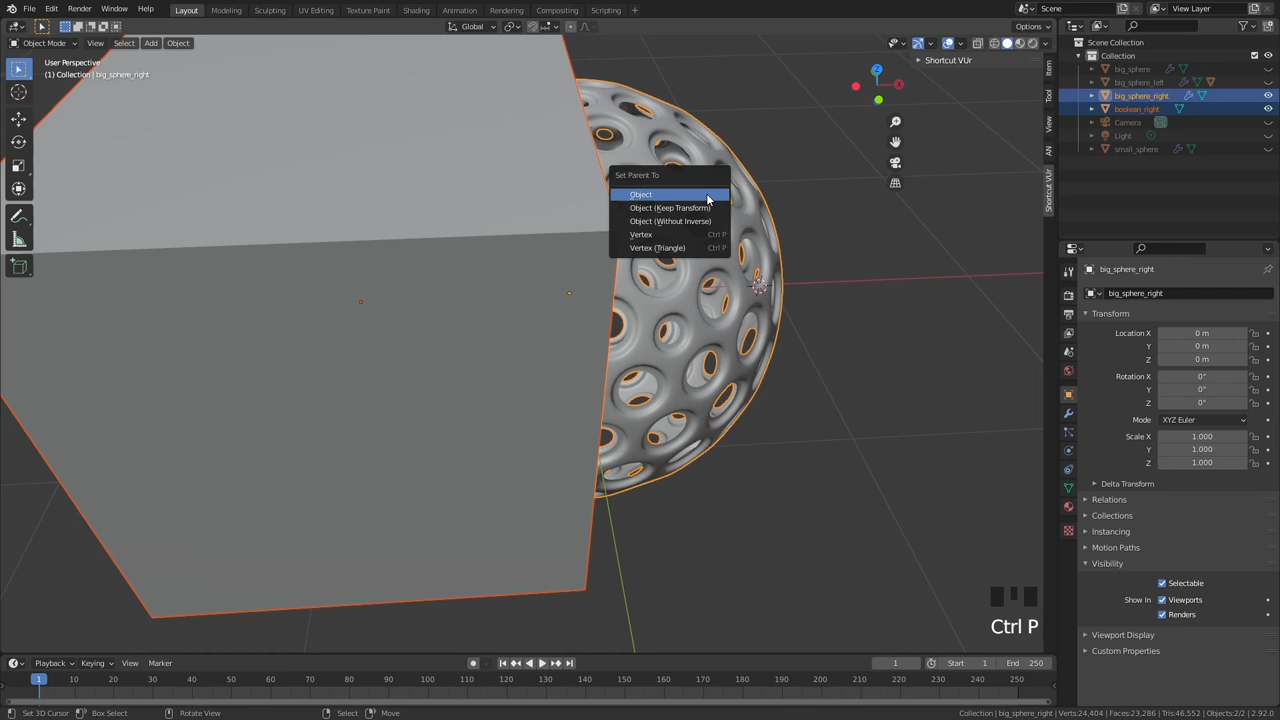 File Edit Render Window Help Layout Modeling Sculpting UV Editing Texture Paint Shading Animation Rendering Compositing Scripting + Scene View Layer
Global Options
Object Mode View Select Add Object
User Perspective
(1) Collection | big_sphere_right
Z
X
Shortcut VUr
Item
Tool
View
AN
Shortcut VUr
Set Parent To
Object
Object (Keep Transform)
Object (Without Inverse)
Vertex Ctrl P
Vertex (Triangle) Ctrl P
Ctrl P
Scene Collection
Collection
big_sphere
big_sphere_left
big_sphere_right
boolean_right
Camera
Light
small_sphere
big_sphere_right
big_sphere_right
Transform
Location X 0 m
Y 0 m
Z 0 m
Rotation X 0°
Y 0°
Z 0°
Mode XYZ Euler
Scale X 1.000
Y 1.000
Z 1.000
Delta Transform
Relations
Collections
Instancing
Motion Paths
Visibility
Selectable
Show In Viewports
Renders
Viewport Display
Custom Properties
Playback Keying View Marker 1 Start 1 End 250
1 10 20 30 40 50 60 70 80 90 100 110 120 130 140 150 160 170 180 190 200 210 220 230 240 250
Set 3D Cursor Box Select Rotate View Select Move Collection | big_sphere_right | Verts:24,404 | Faces:23,286 | Tris:46,552 | Objects:2/2 | 2.92.0